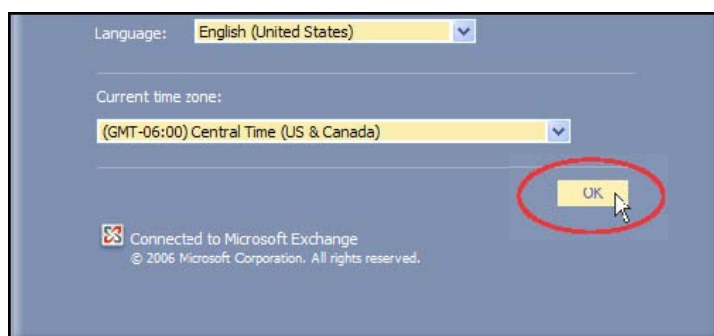 Language: English (United States)
Current time zone:
(GMT-06:00) Central Time (US & Canada)
OK
Connected to Microsoft Exchange
© 2006 Microsoft Corporation. All rights reserved.